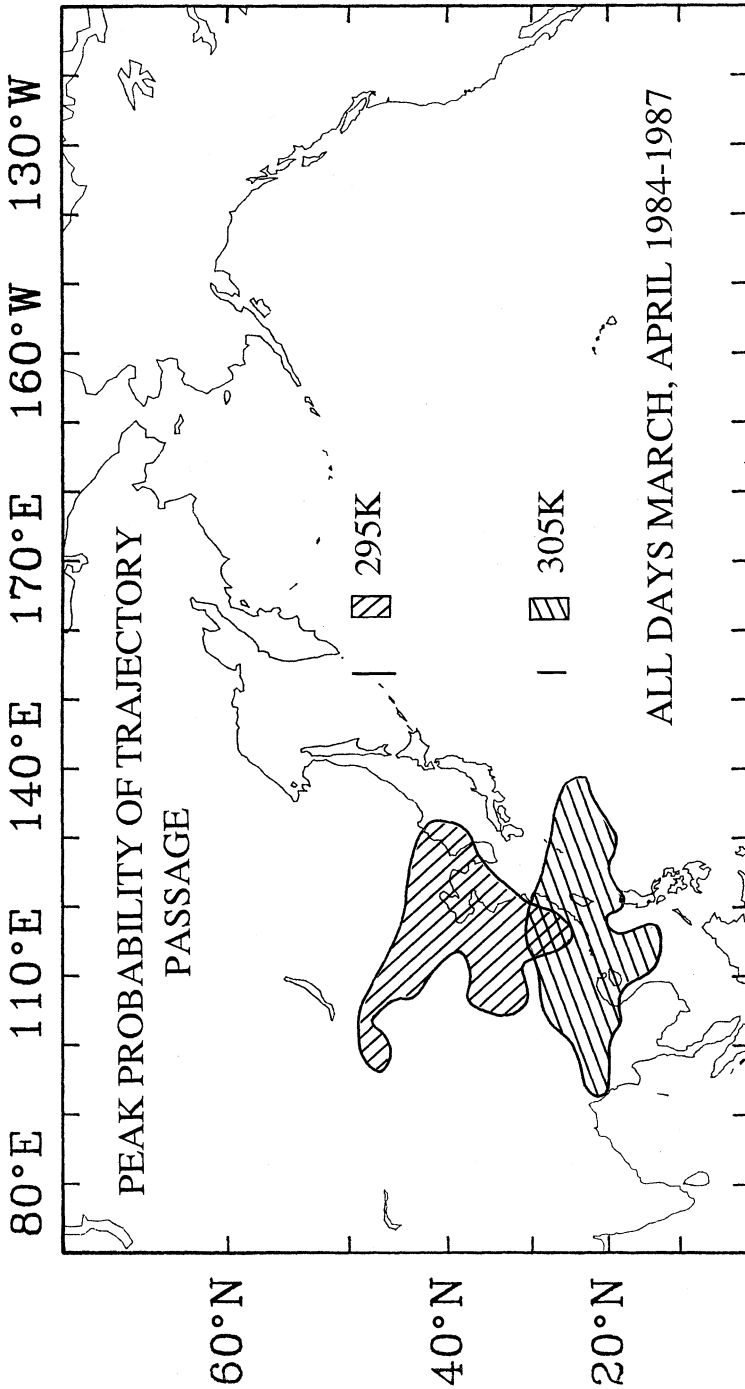 80°E 110°E 140°E 170°E 160°W 130°W
PEAK PROBABILITY OF TRAJECTORY
PASSAGE
60°N
40°N
20°N
295K
305K
ALL DAYS MARCH, APRIL 1984-1987